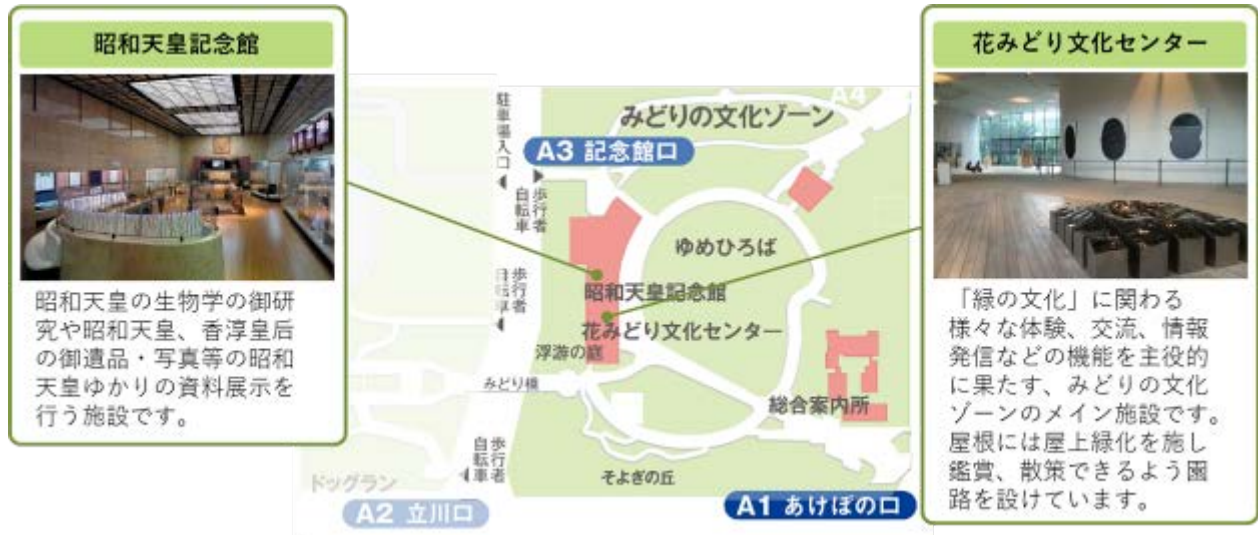 昭和天皇記念館
昭和天皇の生物学の御研
究や昭和天皇、香淳皇后
の御遺品・写真等の昭和
天皇ゆかりの資料展示を
行う施設です。
A4
みどりの文化ゾーン
駐車場入口
A3 記念館口
歩行者
自転車
ゆめひろば
歩行者
自転車
昭和天皇記念館
花みどり文化センター
浮游の庭
みどり橋
総合案内所
歩行者
自転車
そよぎの丘
ドッグラン
A2 立川口
A1 あけぼの口
花みどり文化センター
「緑の文化」に関わる
様々な体験、交流、情報
発信などの機能を主役的
に果たす、みどりの文化
ゾーンのメイン施設です。
屋根には屋上緑化を施し
鑑賞、散策できるよう園
路を設けています。